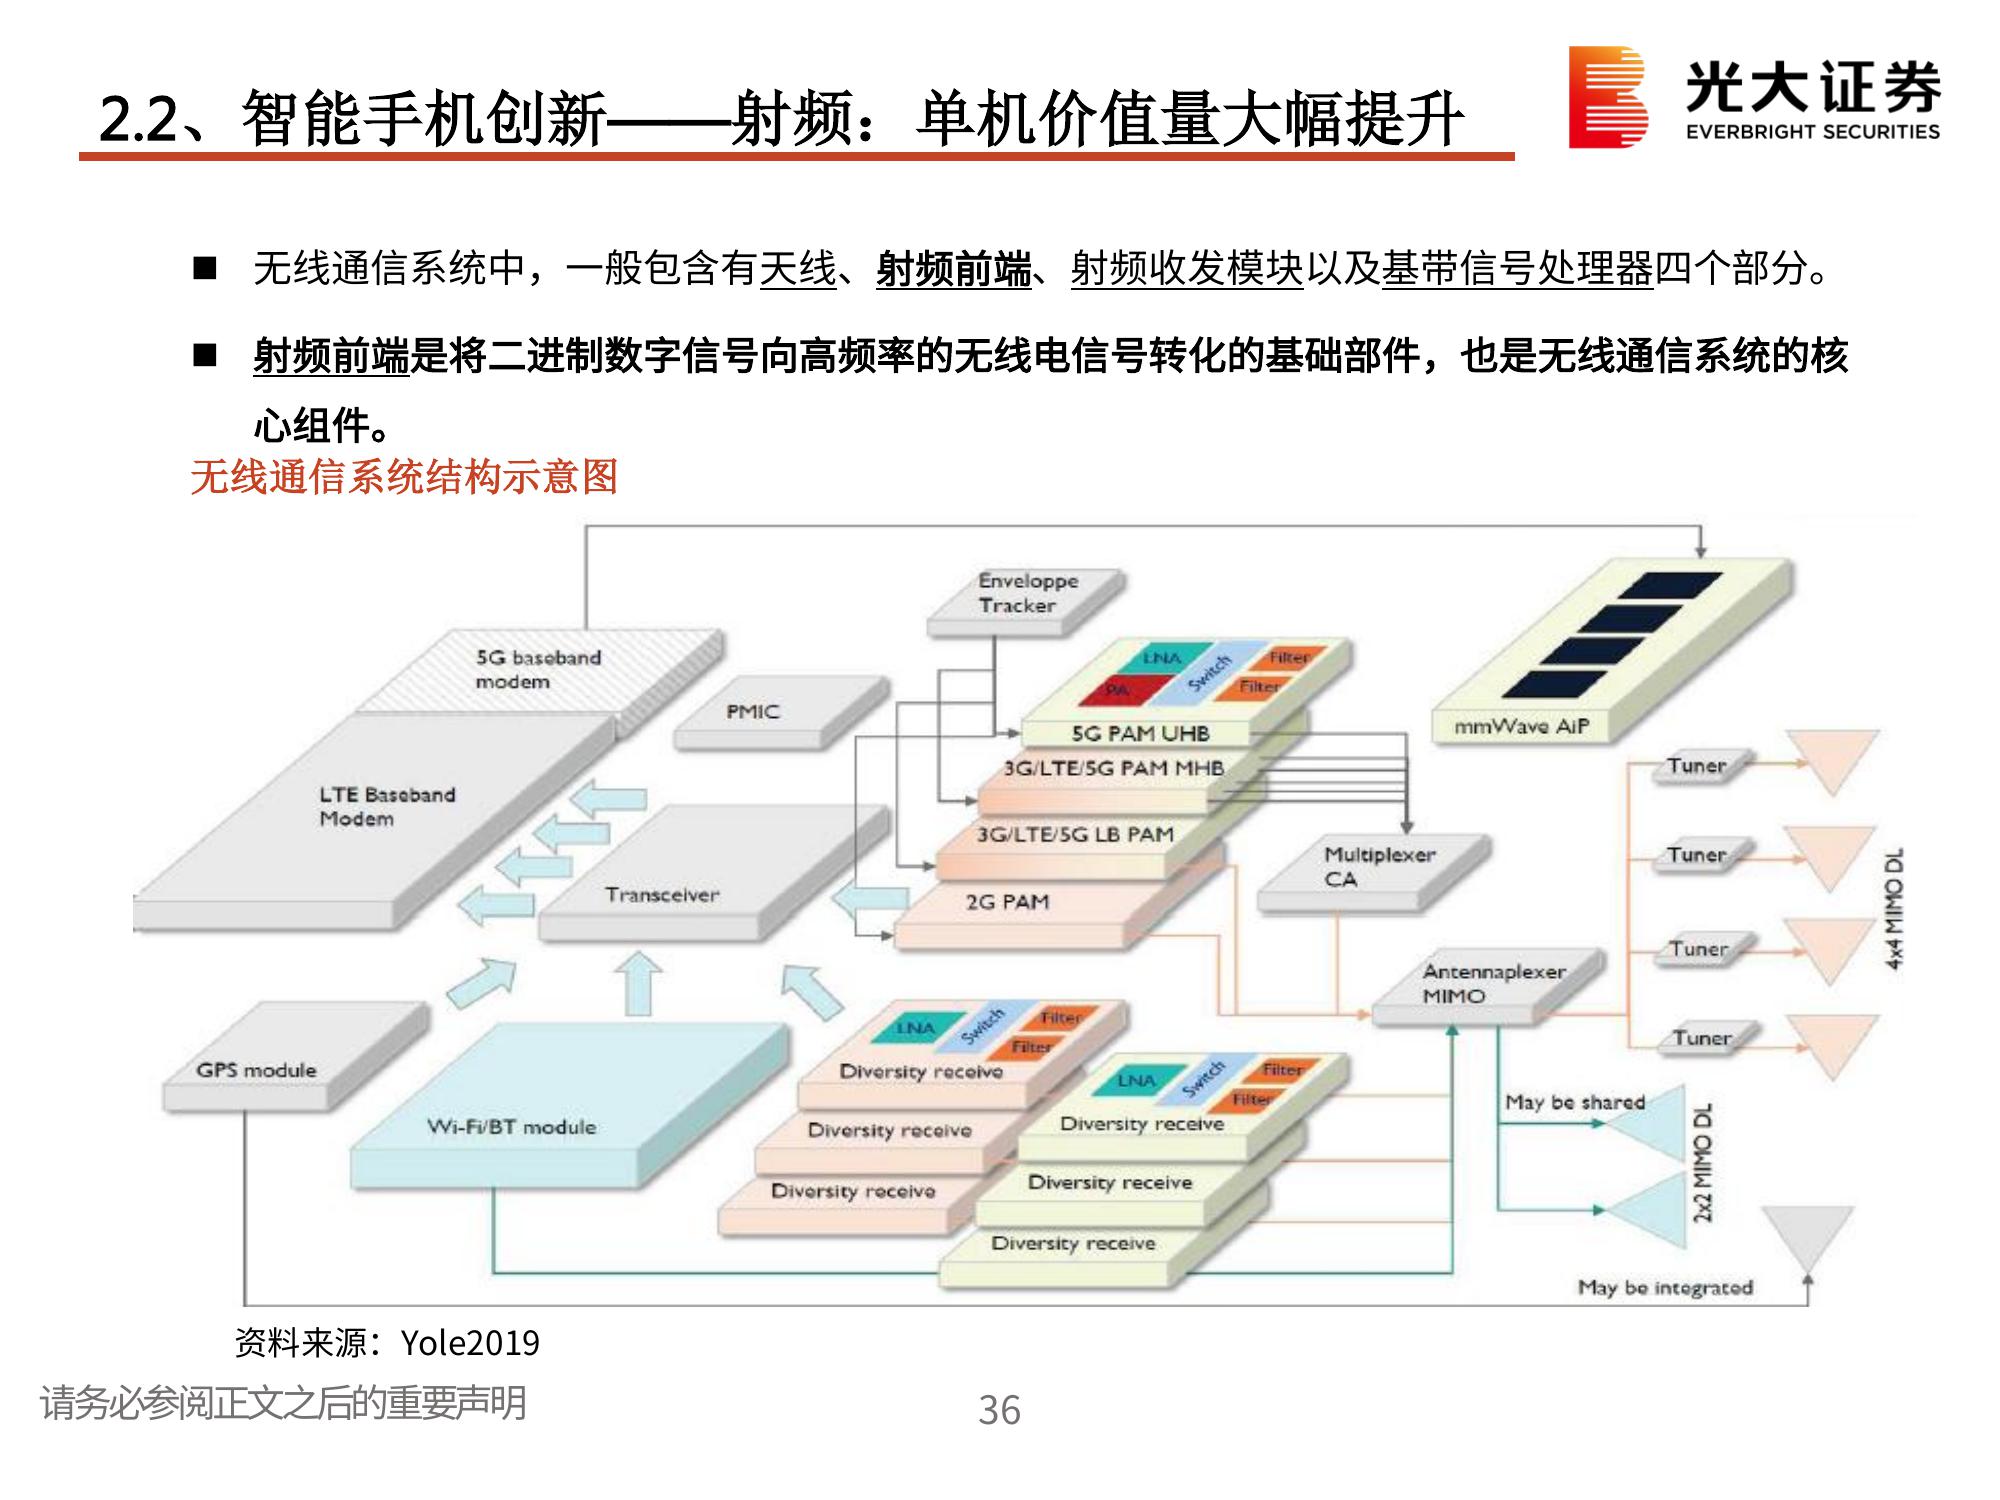 2.2、智能手机创新——射频：单机价值量大幅提升
光大证券
EVERBRIGHT SECURITIES
■ 无线通信系统中，一般包含有天线、射频前端、射频收发模块以及基带信号处理器四个部分。
■ 射频前端是将二进制数字信号向高频率的无线电信号转化的基础部件，也是无线通信系统的核
心组件。
无线通信系统结构示意图
Enveloppe
Tracker
5G baseband
modem
PMIC
LNA
Switch
Filter
PA
Filter
5G PAM UHB
mmWave AiP
3G/LTE/5G PAM MHB
Tuner
LTE Baseband
Modem
3G/LTE/5G LB PAM
Multiplexer
CA
Tuner
Transceiver
2G PAM
4x4 MIMO DL
Tuner
Antennaplexer
MIMO
Tuner
LNA
Switch
Filter
Filter
GPS module
Diversity receive
LNA
Switch
Filter
Filter
May be shared
Wi-Fi/BT module
Diversity receive
Diversity receive
2x2 MIMO DL
Diversity receive
Diversity receive
Diversity receive
May be integrated
资料来源：Yole2019
请务必参阅正文之后的重要声明
36